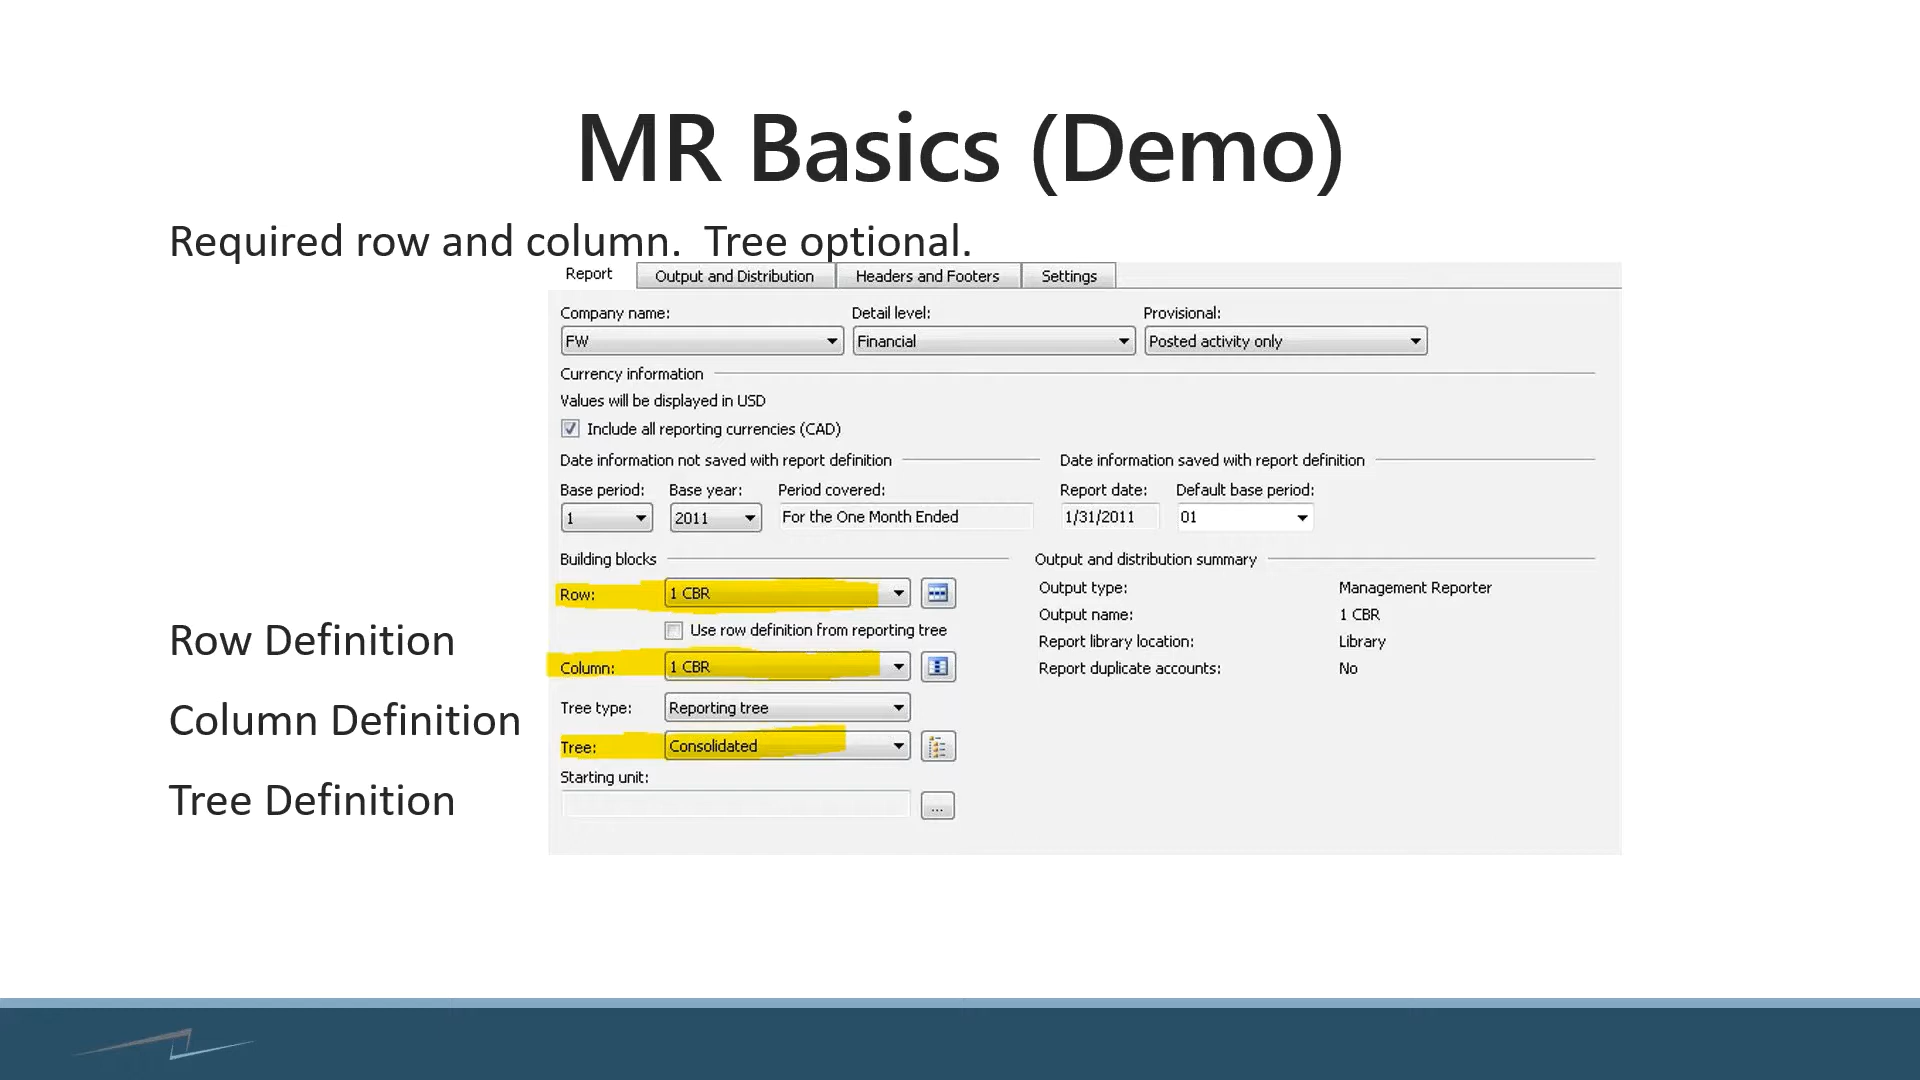 MR Basics (Demo)
Required row and column.  Tree optional.
Report Output and Distribution Headers and Footers Settings
Company name: Detail level: Provisional:
FW Financial Posted activity only
Currency information
Values will be displayed in USD
Include all reporting currencies (CAD)
Date information not saved with report definition Date information saved with report definition
Base period: Base year: Period covered: Report date: Default base period:
1 2011 For the One Month Ended 1/31/2011 01
Building blocks Output and distribution summary
Row: 1 CBR Output type: Management Reporter
Output name: 1 CBR
Use row definition from reporting tree Report library location: Library
Column: 1 CBR Report duplicate accounts: No
Tree type: Reporting tree
Tree: Consolidated
Starting unit:
...
Row Definition
Column Definition
Tree Definition